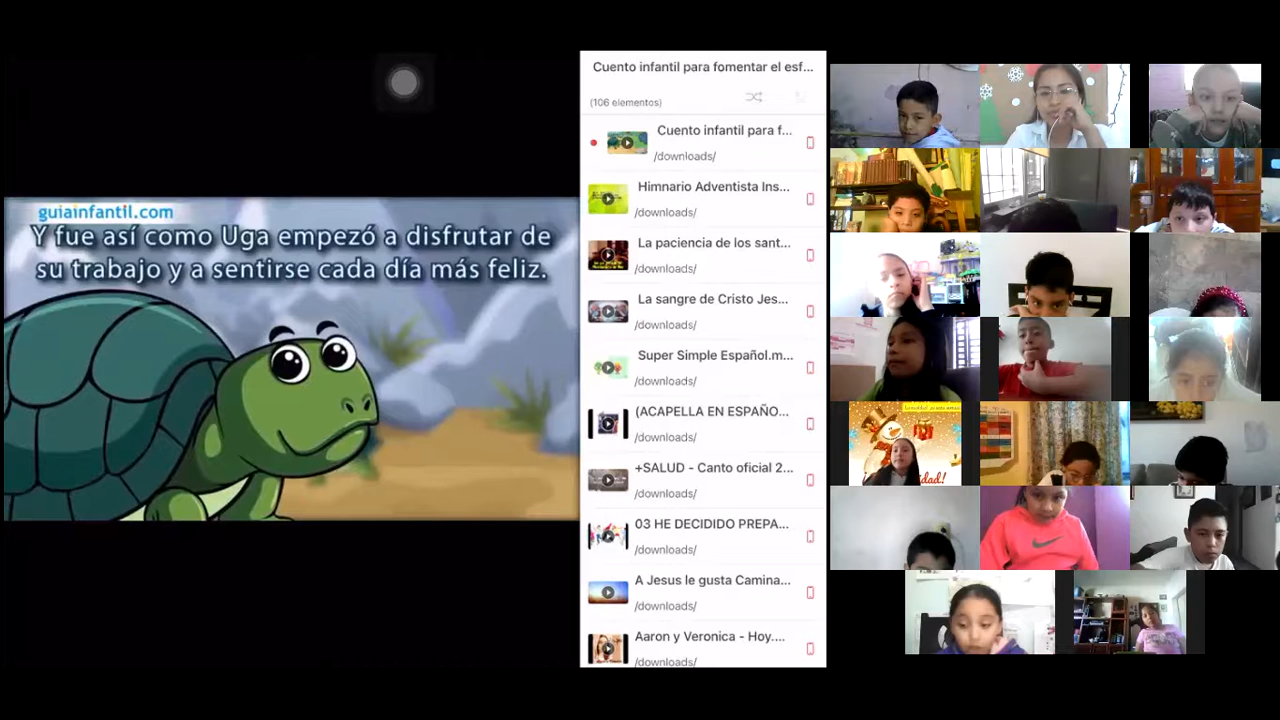 guiainfantil.com
Y fue así como Uga empezó a disfrutar de
su trabajo y a sentirse cada día más feliz.
Cuento infantil para fomentar el esf...
(106 elementos)
Cuento infantil para f...
/downloads/
Himnario Adventista Ins...
/downloads/
La paciencia de los sant...
/downloads/
La sangre de Cristo Jes...
/downloads/
Super Simple Español.m...
/downloads/
(ACAPELLA EN ESPAÑO...
/downloads/
+SALUD - Canto oficial 2...
/downloads/
03 HE DECIDIDO PREPA...
/downloads/
A Jesus le gusta Camina...
/downloads/
Aaron y Veronica - Hoy....
/downloads/
idad!